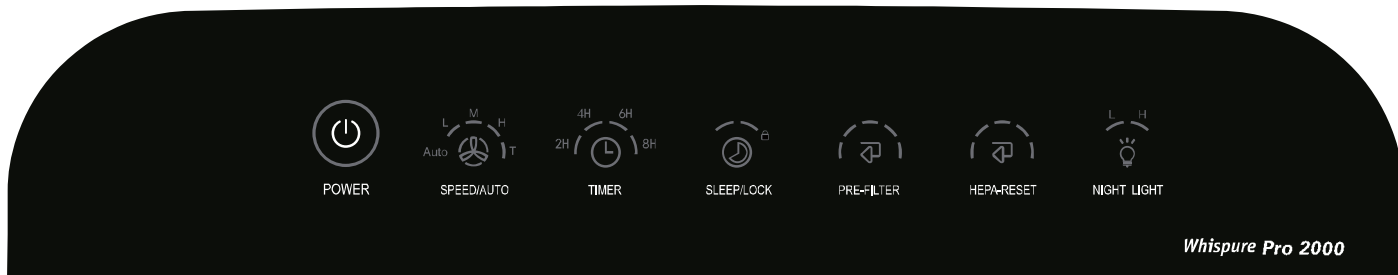 M
L H
Auto T
4H 6H
2H 8H
L H
POWER SPEED/AUTO TIMER SLEEP/LOCK PRE-FILTER HEPA-RESET NIGHT LIGHT
Whispure Pro 2000